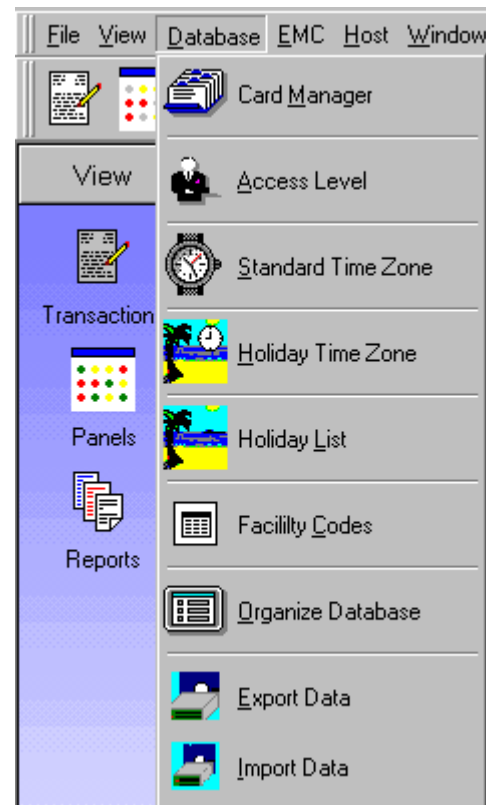 File View Database EMC Host Window
Card Manager
View
Access Level
Standard Time Zone
Transaction
Holiday Time Zone
Panels
Holiday List
Facililty Codes
Reports
Organize Database
Export Data
Import Data